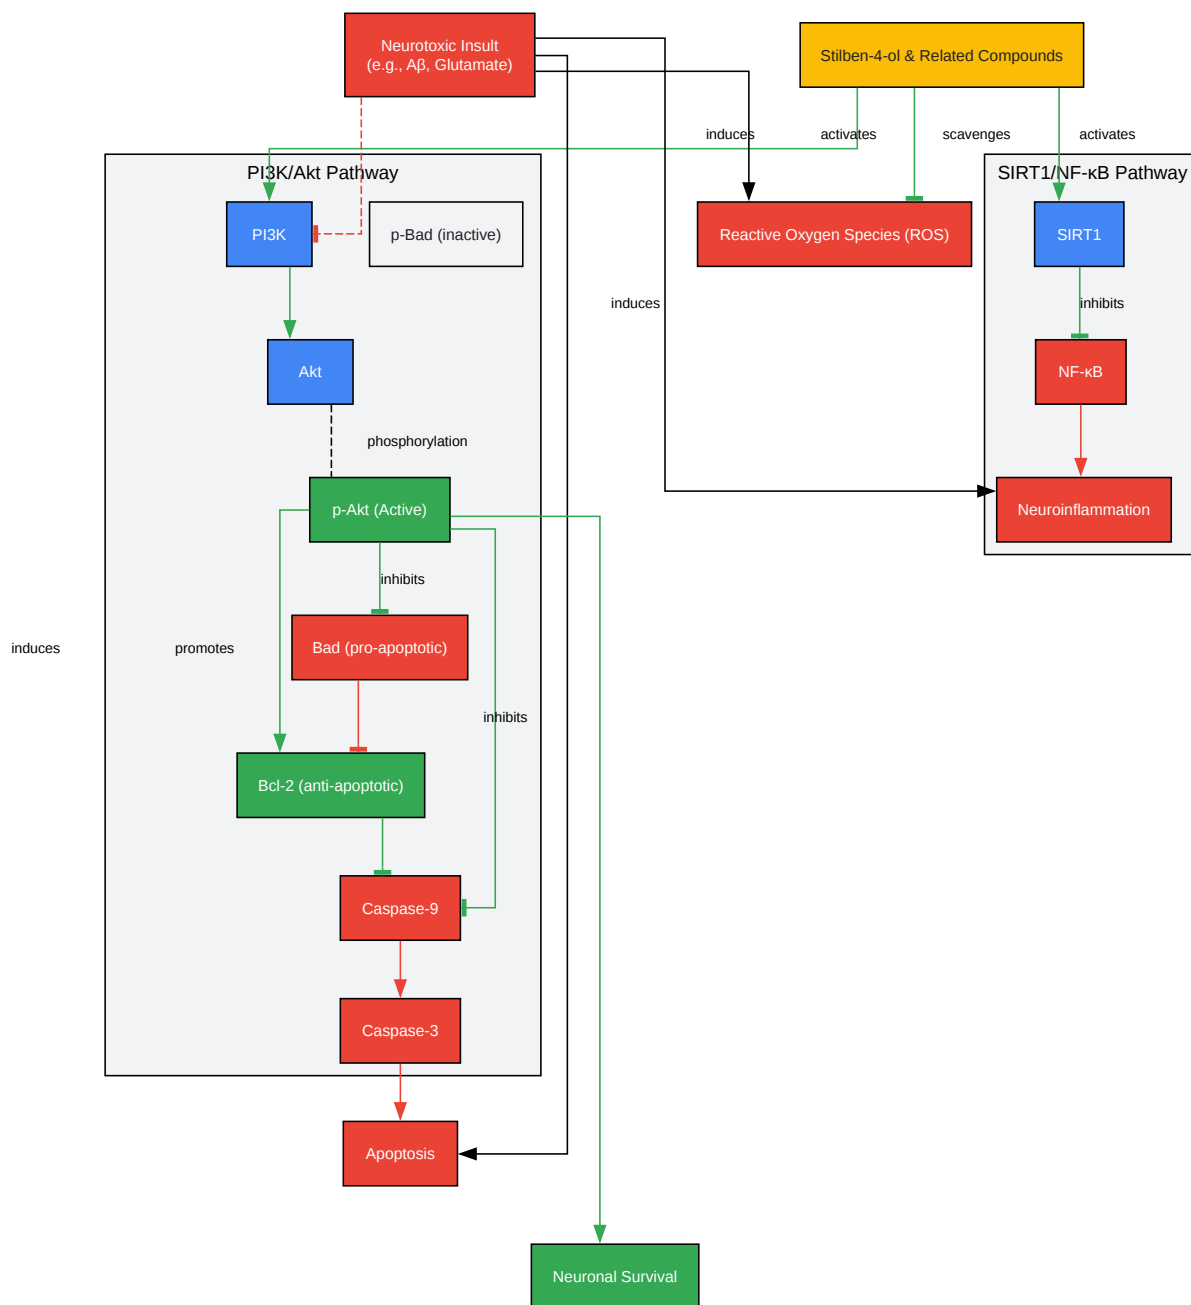 Neurotoxic Insult
(e.g., Aβ, Glutamate)
Stilben-4-ol & Related Compounds
induces
activates
scavenges
activates
PI3K/Akt Pathway
SIRT1/NF-κB Pathway
PI3K
p-Bad (inactive)
Reactive Oxygen Species (ROS)
SIRT1
induces
inhibits
Akt
NF-κB
phosphorylation
p-Akt (Active)
Neuroinflammation
inhibits
induces
promotes
Bad (pro-apoptotic)
inhibits
Bcl-2 (anti-apoptotic)
Caspase-9
Caspase-3
Apoptosis
Neuronal Survival